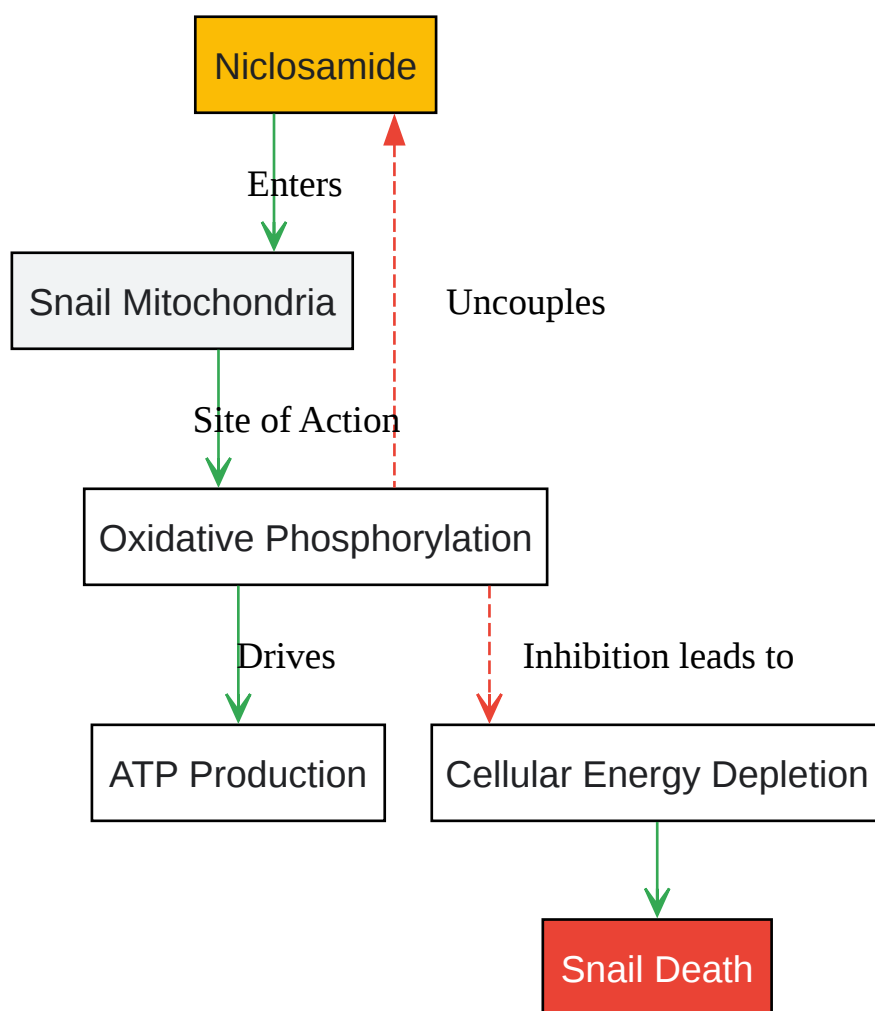 Niclosamide
Enters
Snail Mitochondria
Uncouples
Site of Action
Oxidative Phosphorylation
Drives
Inhibition leads to
ATP Production
Cellular Energy Depletion
Snail Death